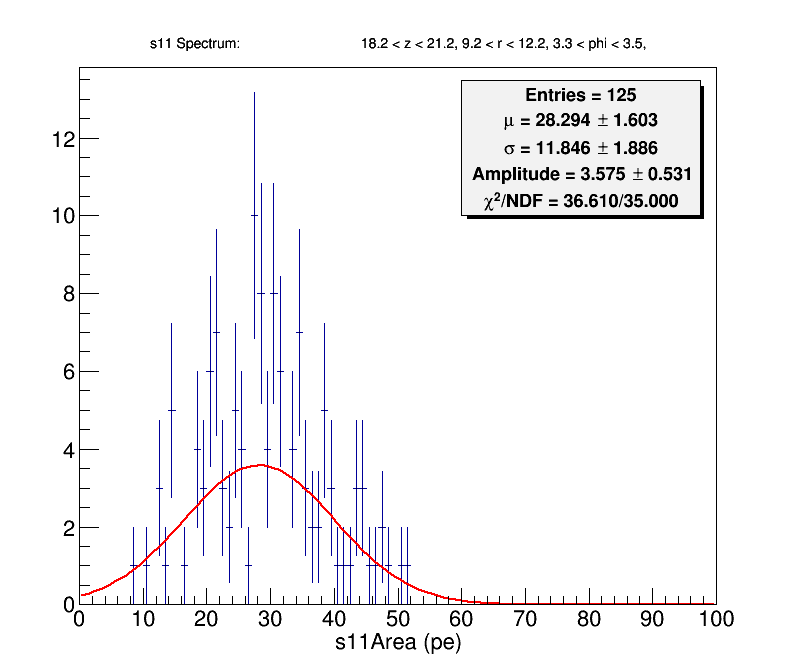 s11 Spectrum: 18.2 < z < 21.2, 9.2 < r < 12.2, 3.3 < phi < 3.5,
Entries = 125
μ = 28.294 ± 1.603
σ = 11.846 ± 1.886
Amplitude = 3.575 ± 0.531
χ²/NDF = 36.610/35.000
12
10
8
6
4
2
0
0 10 20 30 40 50 60 70 80 90 100
s11Area (pe)